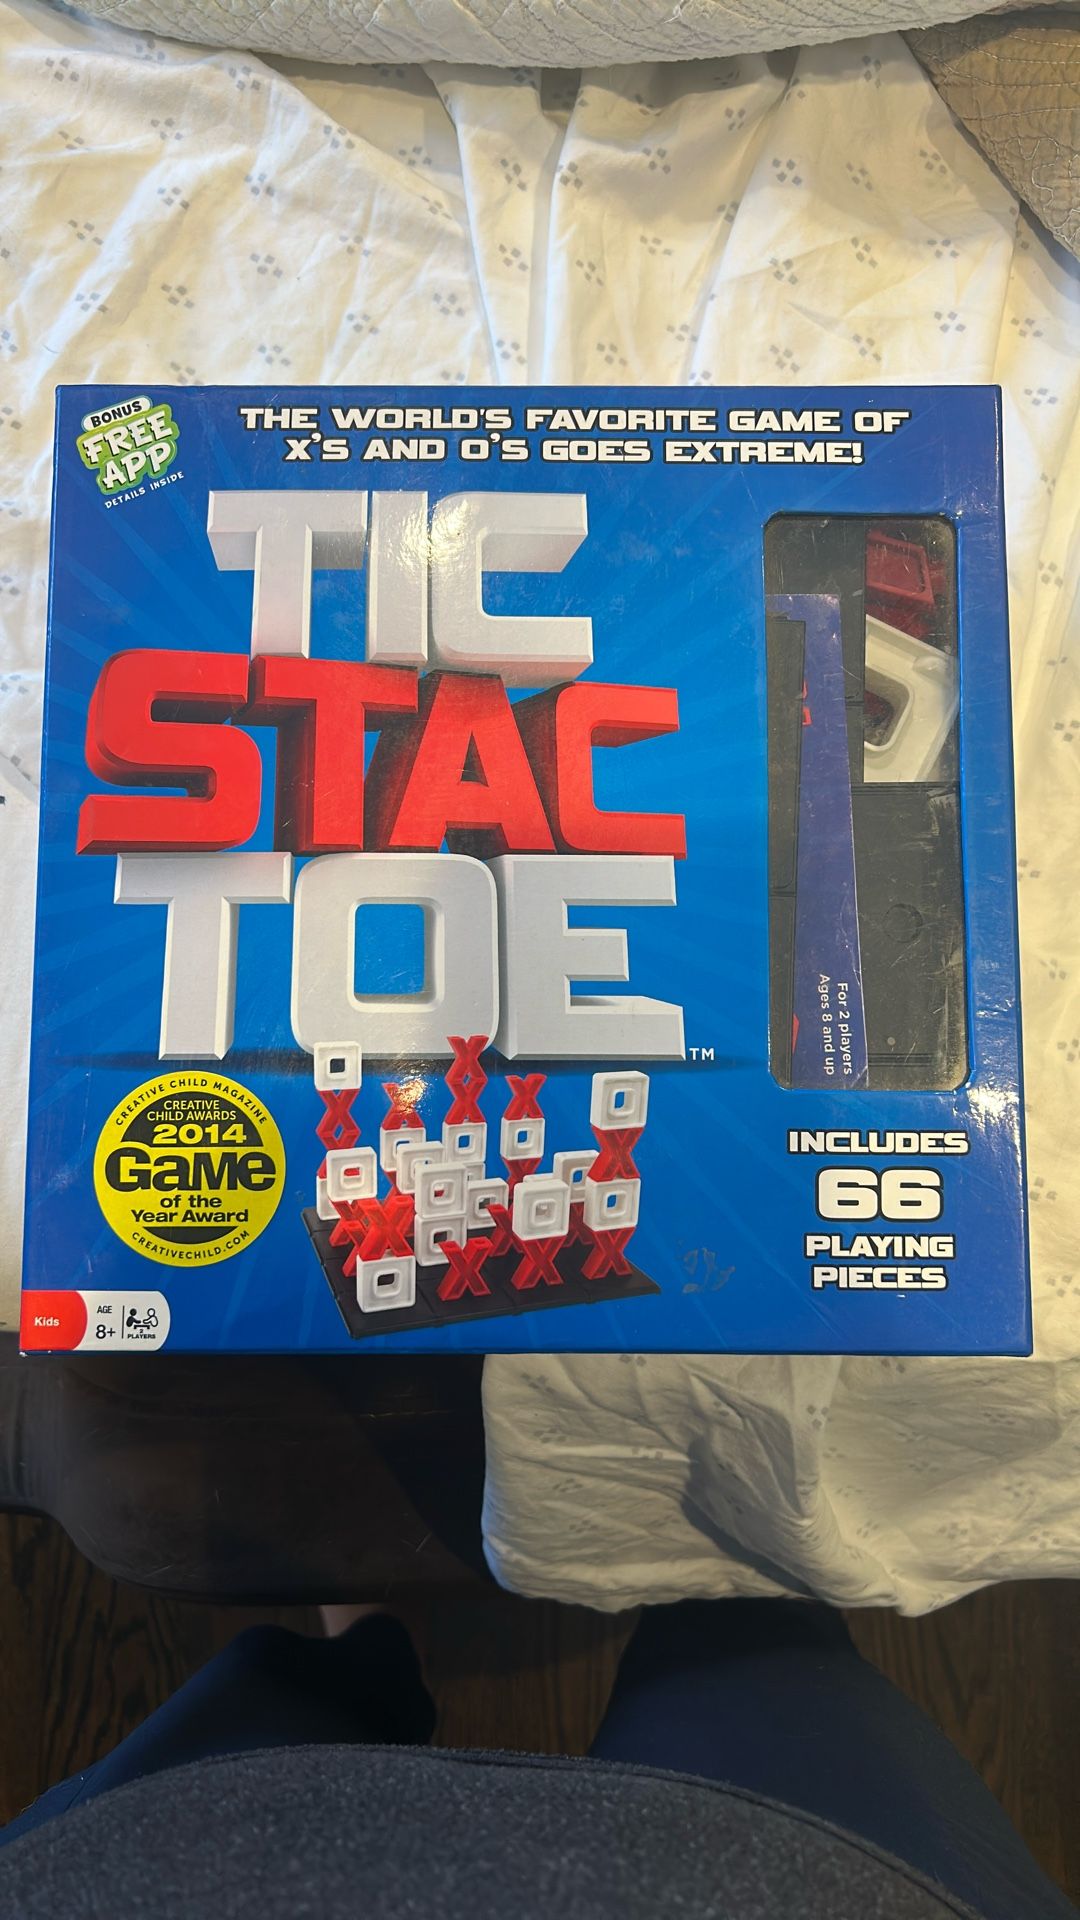 BONUS
FREE
APP
DETAILS INSIDE
THE WORLD'S FAVORITE GAME OF
X'S AND O'S GOES EXTREME!
TIC
STAC
TOE™
For 2 players
Ages 8 and up
CREATIVE CHILD MAGAZINE
CREATIVE
CHILD AWARDS
2014
GaMe
of the
Year Award
CREATIVECHILD.COM
INCLUDES
66
PLAYING
PIECES
Kids
AGE
8+
2
PLAYERS